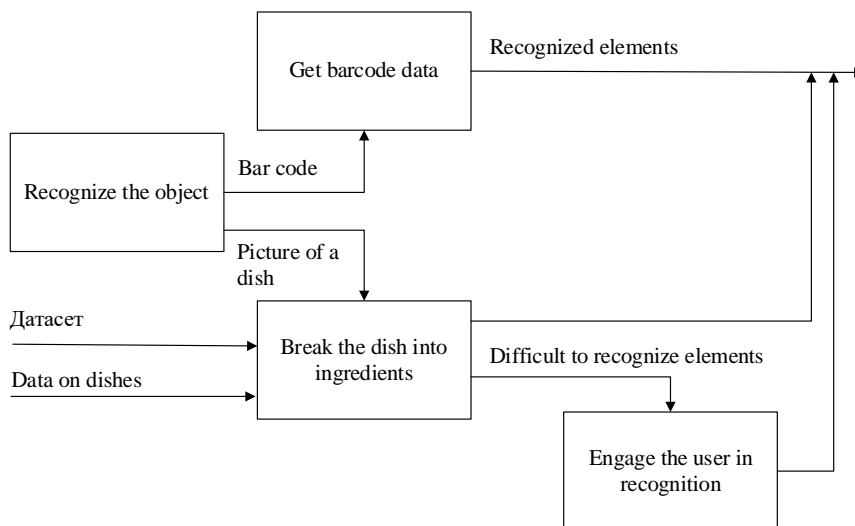 Recognized elements
Get barcode data
Bar code
Recognize the object
Picture of a
dish
Датасет
Break the dish into
ingredients
Difficult to recognize elements
Data on dishes
Engage the user in
recognition